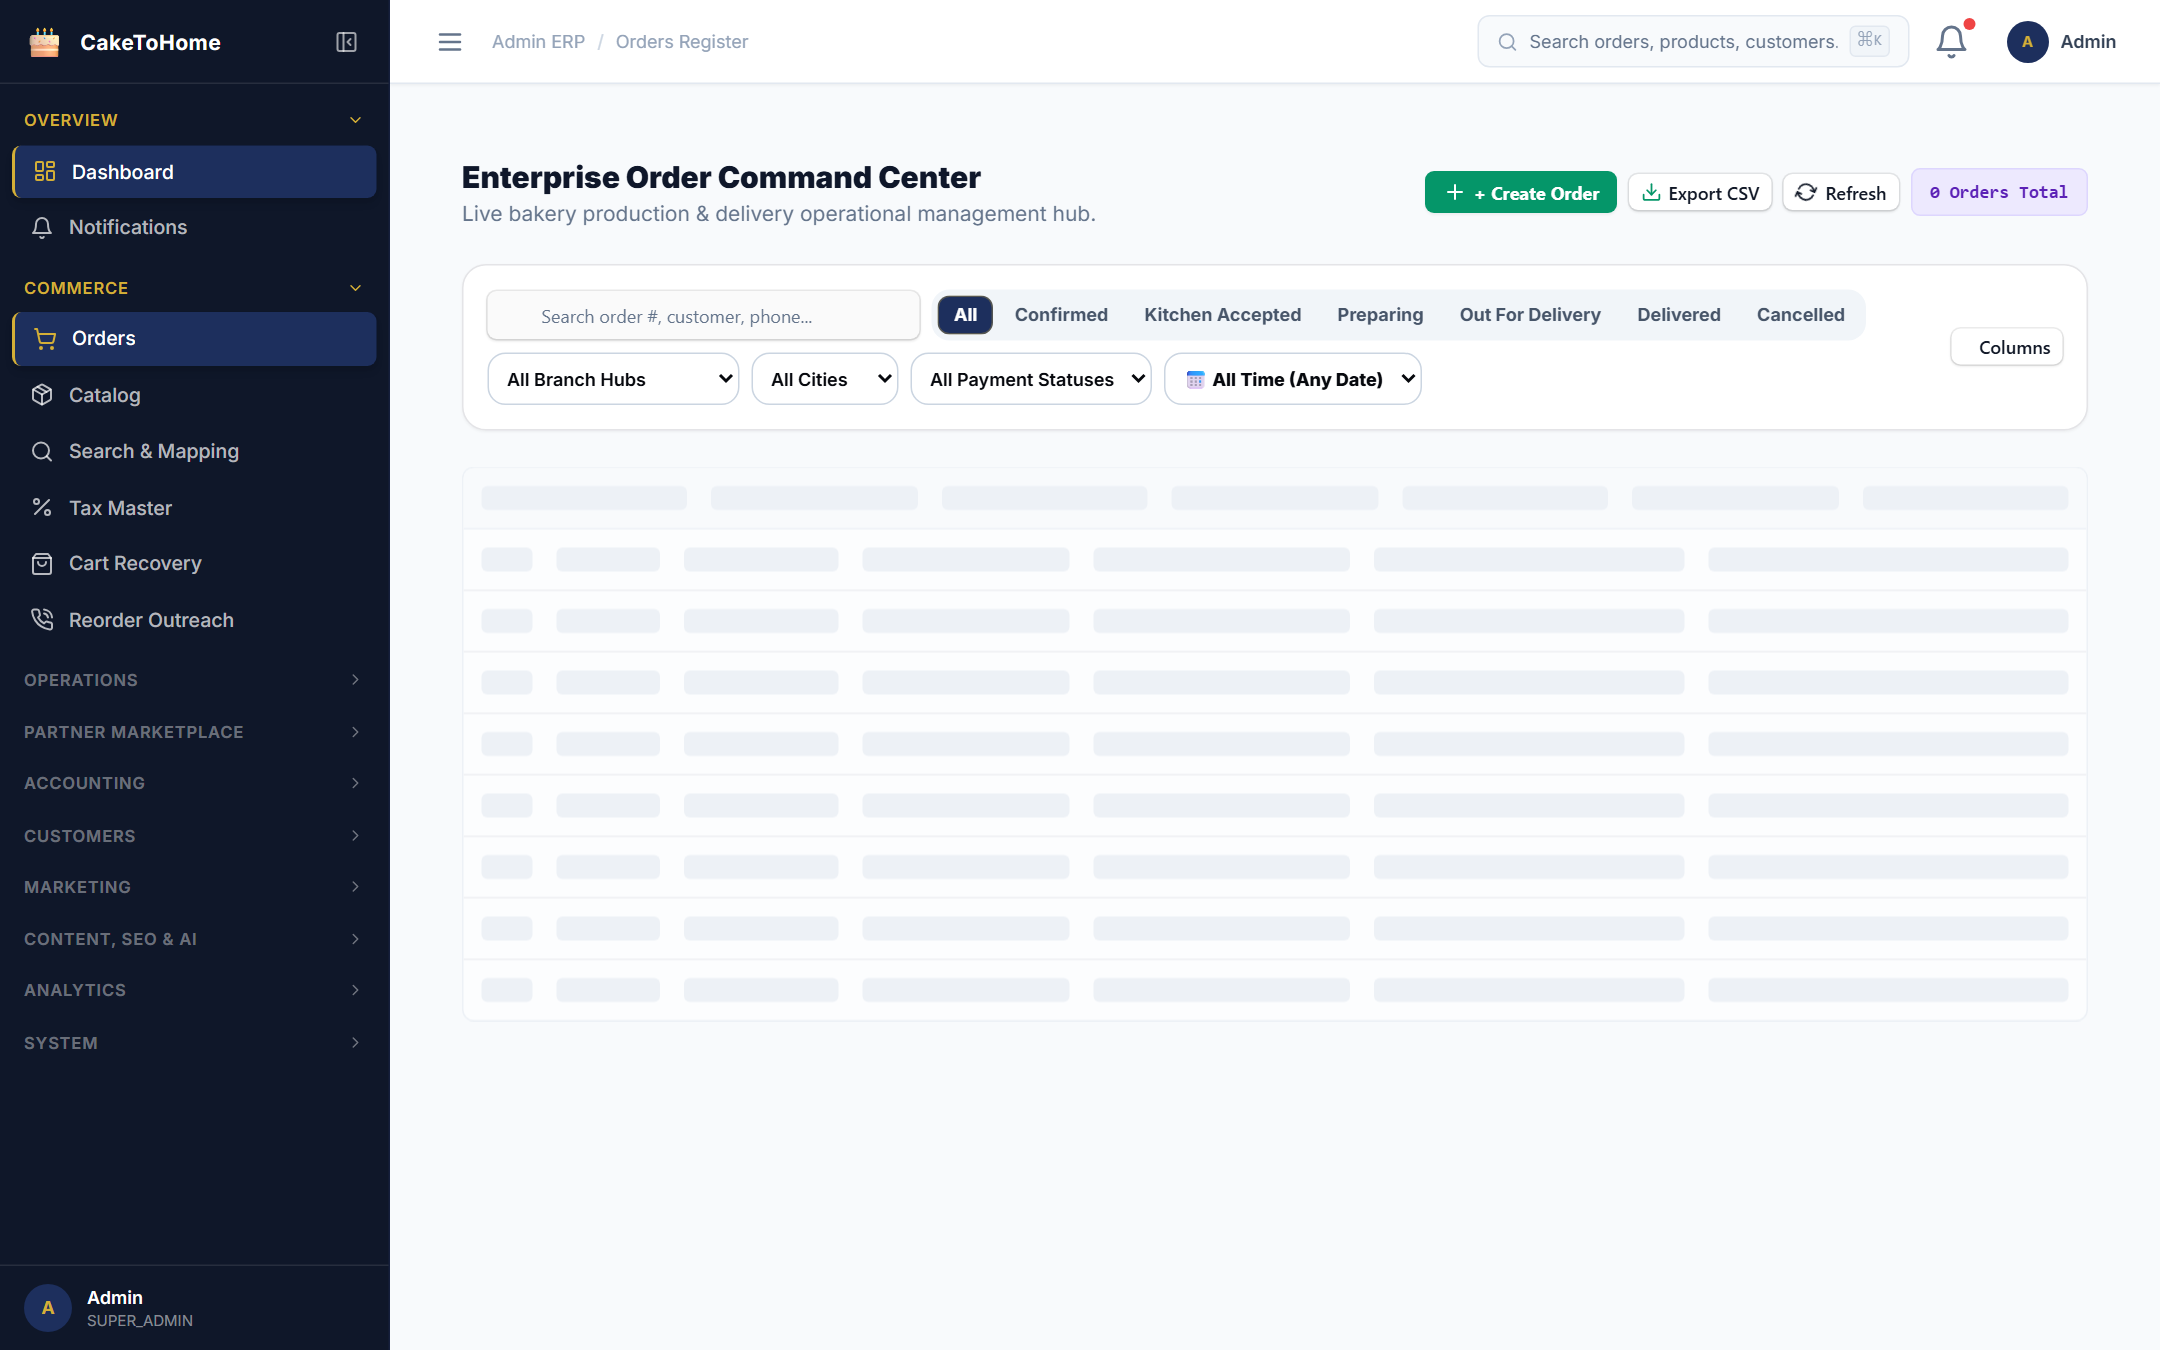 CakeToHome
OVERVIEW
Dashboard
Notifications
COMMERCE
Orders
Catalog
Search & Mapping
Tax Master
Cart Recovery
Reorder Outreach
OPERATIONS
PARTNER MARKETPLACE
ACCOUNTING
CUSTOMERS
MARKETING
CONTENT, SEO & AI
ANALYTICS
SYSTEM
A
Admin
SUPER_ADMIN
Admin ERP / Orders Register
Search orders, products, customers. ⌘K
A Admin
Enterprise Order Command Center
Live bakery production & delivery operational management hub.
+ Create Order
Export CSV
Refresh
0 Orders Total
Search order #, customer, phone...
All Confirmed Kitchen Accepted Preparing Out For Delivery Delivered Cancelled
Columns
All Branch Hubs
All Cities
All Payment Statuses
All Time (Any Date)